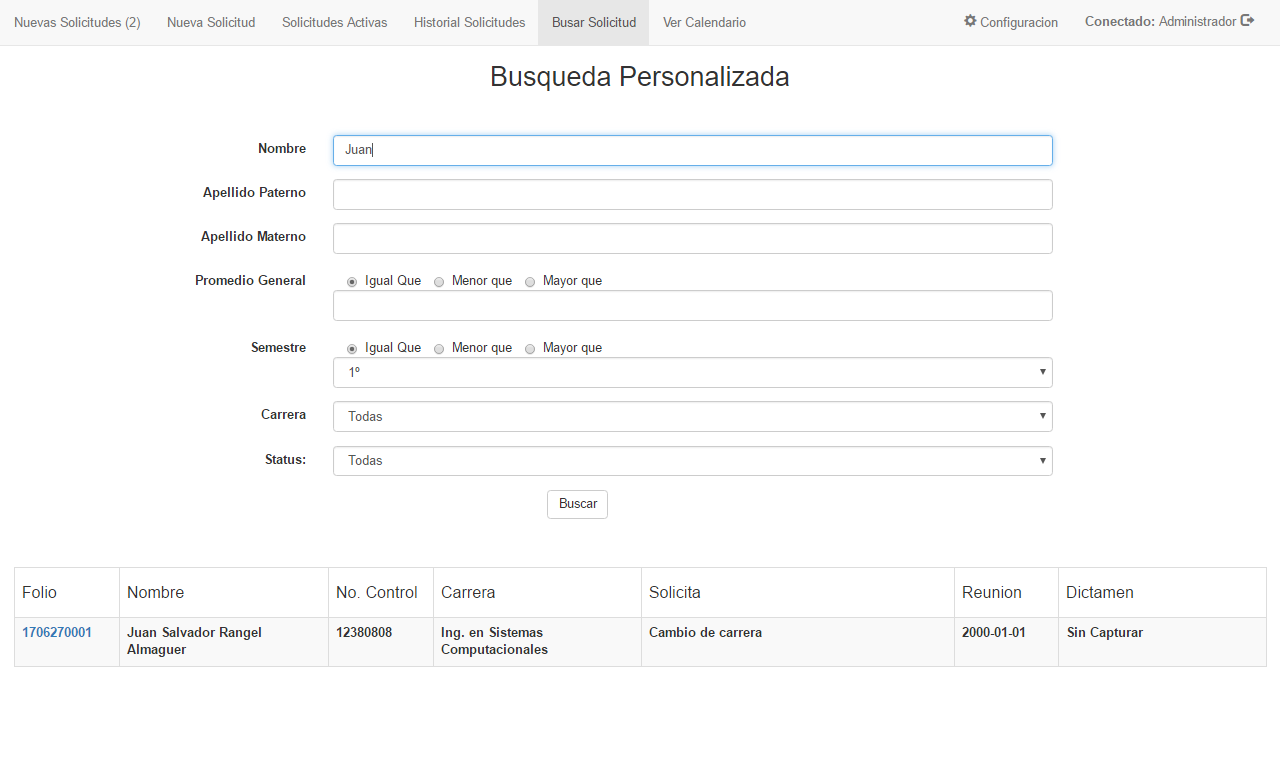 Nuevas Solicitudes (2) Nueva Solicitud Solicitudes Activas Historial Solicitudes Busar Solicitud Ver Calendario Configuracion Conectado: Administrador
Busqueda Personalizada
Nombre Juan
Apellido Paterno
Apellido Materno
Promedio General Igual Que Menor que Mayor que
Semestre Igual Que Menor que Mayor que
1º
Carrera Todas
Status: Todas
Buscar
Folio Nombre No. Control Carrera Solicita Reunion Dictamen
1706270001 Juan Salvador Rangel 12380808 Ing. en Sistemas Cambio de carrera 2000-01-01 Sin Capturar
Almaguer Computacionales